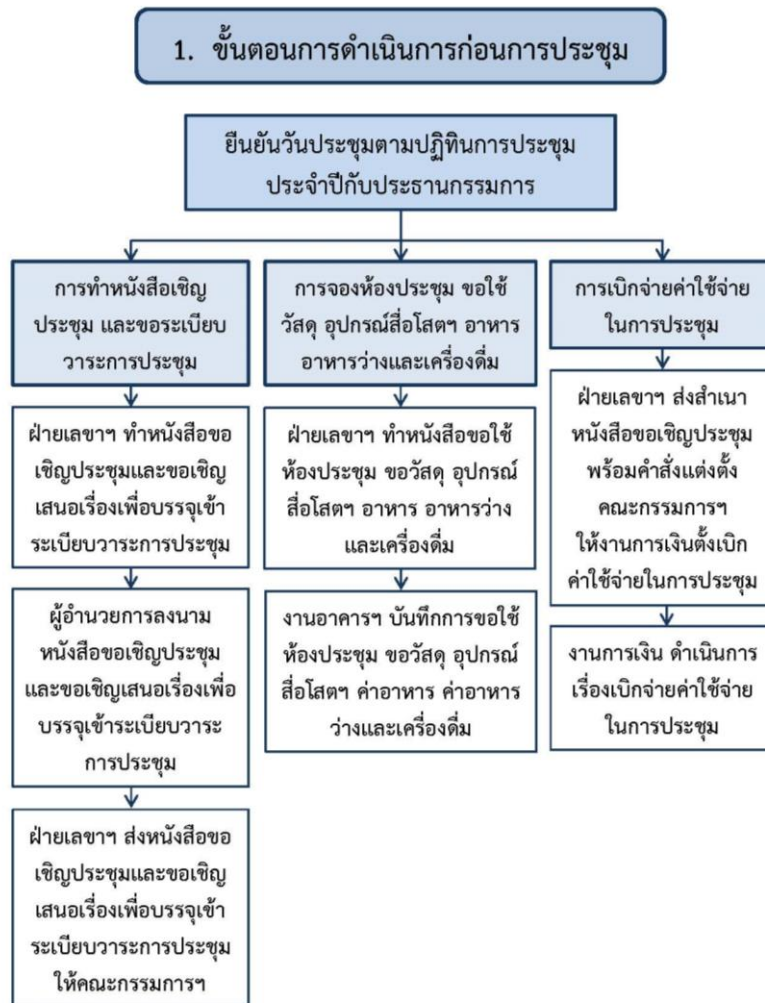 1. ขั้นตอนการดำเนินการก่อนการประชุม
ยืนยันวันประชุมตามปฏิทินการประชุม
ประจำปีกับประธานกรรมการ
การทำหนังสือเชิญ
ประชุม และขอระเบียบ
วาระการประชุม
ฝ่ายเลขาฯ ทำหนังสือขอ
เชิญประชุมและขอเชิญ
เสนอเรื่องเพื่อบรรจุเข้า
ระเบียบวาระการประชุม
ผู้อำนวยการลงนาม
หนังสือขอเชิญประชุม
และขอเชิญเสนอเรื่องเพื่อ
บรรจุเข้าระเบียบวาระ
การประชุม
ฝ่ายเลขาฯ ส่งหนังสือขอ
เชิญประชุมและขอเชิญ
เสนอเรื่องเพื่อบรรจุเข้า
ระเบียบวาระการประชุม
ให้คณะกรรมการฯ
การจองห้องประชุม ขอใช้
วัสดุ อุปกรณ์สื่อโสตฯ อาหาร
อาหารว่างและเครื่องดื่ม
ฝ่ายเลขาฯ ทำหนังสือขอใช้
ห้องประชุม ขอวัสดุ อุปกรณ์
สื่อโสตฯ อาหาร อาหารว่าง
และเครื่องดื่ม
งานอาคารฯ บันทึกการขอใช้
ห้องประชุม ขอวัสดุ อุปกรณ์
สื่อโสตฯ ค่าอาหาร ค่าอาหาร
ว่างและเครื่องดื่ม
การเบิกจ่ายค่าใช้จ่าย
ในการประชุม
ฝ่ายเลขาฯ ส่งสำเนา
หนังสือขอเชิญประชุม
พร้อมคำสั่งแต่งตั้ง
คณะกรรมการฯ
ให้งานการเงินตั้งเบิก
ค่าใช้จ่ายในการประชุม
งานการเงิน ดำเนินการ
เรื่องเบิกจ่ายค่าใช้จ่าย
ในการประชุม